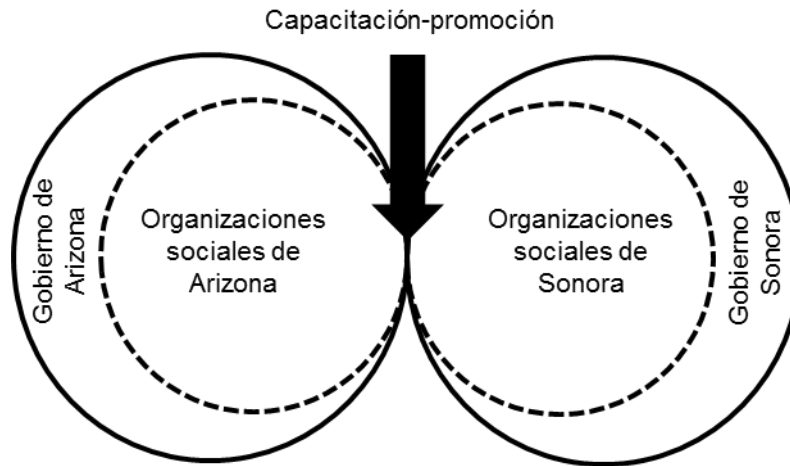 Capacitación-promoción
Gobierno de
Arizona
Organizaciones
sociales de
Arizona
Organizaciones
sociales de
Sonora
Gobierno de
Sonora